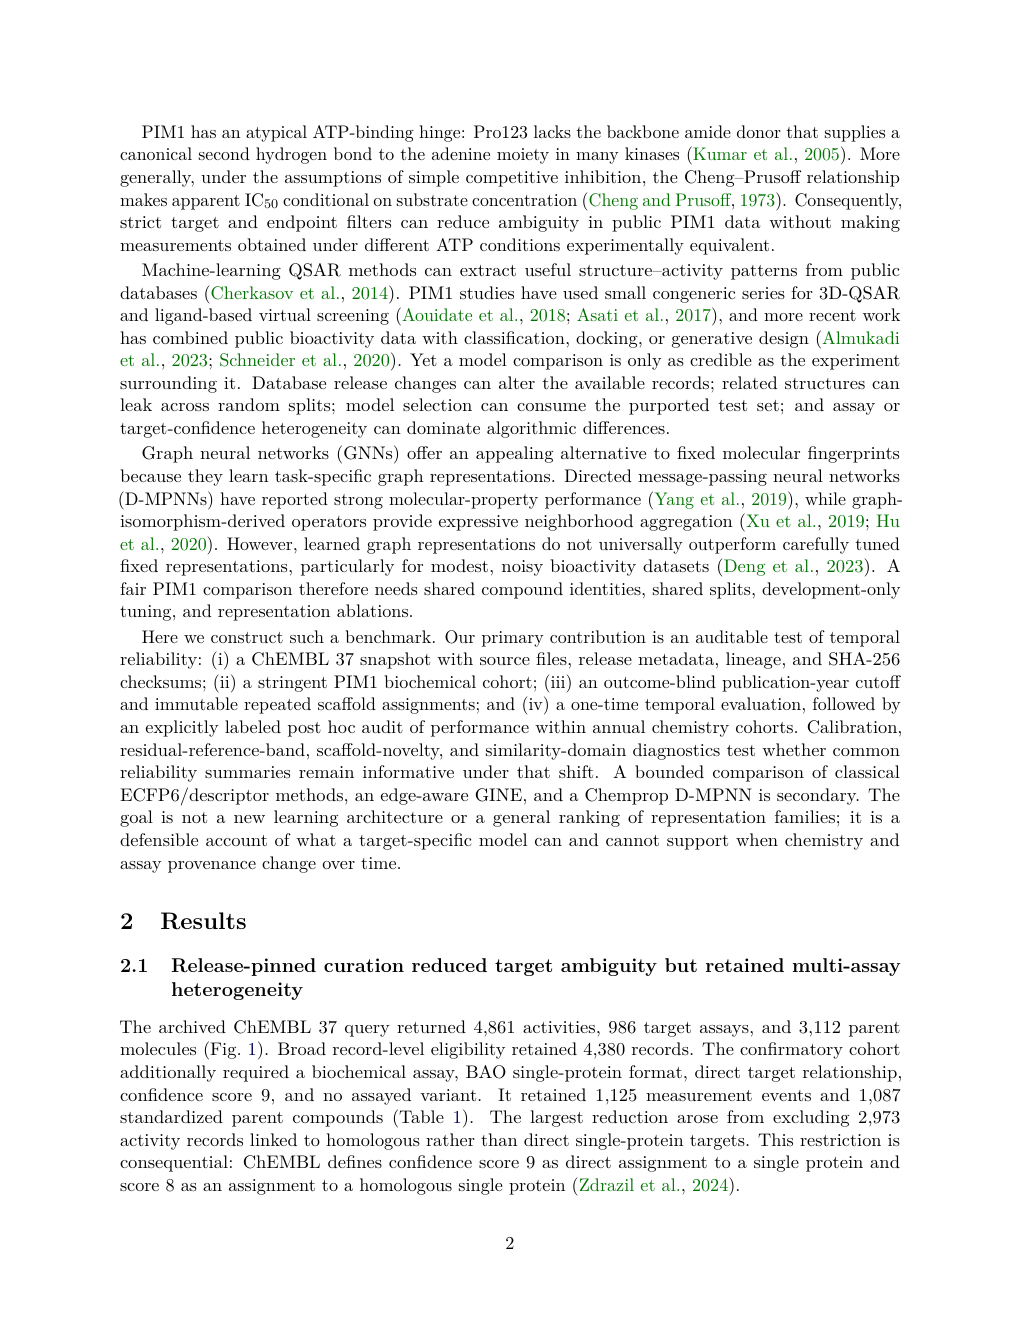 PIM1 has an atypical ATP-binding hinge: Pro123 lacks the backbone amide donor that supplies a
canonical second hydrogen bond to the adenine moiety in many kinases (Kumar et al., 2005). More
generally, under the assumptions of simple competitive inhibition, the Cheng–Prusoff relationship
makes apparent IC50 conditional on substrate concentration (Cheng and Prusoff, 1973). Consequently,
strict target and endpoint filters can reduce ambiguity in public PIM1 data without making
measurements obtained under different ATP conditions experimentally equivalent.
Machine-learning QSAR methods can extract useful structure–activity patterns from public
databases (Cherkasov et al., 2014). PIM1 studies have used small congeneric series for 3D-QSAR
and ligand-based virtual screening (Aouidate et al., 2018; Asati et al., 2017), and more recent work
has combined public bioactivity data with classification, docking, or generative design (Almukadi
et al., 2023; Schneider et al., 2020). Yet a model comparison is only as credible as the experiment
surrounding it. Database release changes can alter the available records; related structures can
leak across random splits; model selection can consume the purported test set; and assay or
target-confidence heterogeneity can dominate algorithmic differences.
Graph neural networks (GNNs) offer an appealing alternative to fixed molecular fingerprints
because they learn task-specific graph representations. Directed message-passing neural networks
(D-MPNNs) have reported strong molecular-property performance (Yang et al., 2019), while graph-
isomorphism-derived operators provide expressive neighborhood aggregation (Xu et al., 2019; Hu
et al., 2020). However, learned graph representations do not universally outperform carefully tuned
fixed representations, particularly for modest, noisy bioactivity datasets (Deng et al., 2023). A
fair PIM1 comparison therefore needs shared compound identities, shared splits, development-only
tuning, and representation ablations.
Here we construct such a benchmark. Our primary contribution is an auditable test of temporal
reliability: (i) a ChEMBL 37 snapshot with source files, release metadata, lineage, and SHA-256
checksums; (ii) a stringent PIM1 biochemical cohort; (iii) an outcome-blind publication-year cutoff
and immutable repeated scaffold assignments; and (iv) a one-time temporal evaluation, followed by
an explicitly labeled post hoc audit of performance within annual chemistry cohorts. Calibration,
residual-reference-band, scaffold-novelty, and similarity-domain diagnostics test whether common
reliability summaries remain informative under that shift. A bounded comparison of classical
ECFP6/descriptor methods, an edge-aware GINE, and a Chemprop D-MPNN is secondary. The
goal is not a new learning architecture or a general ranking of representation families; it is a
defensible account of what a target-specific model can and cannot support when chemistry and
assay provenance change over time.
2 Results
2.1 Release-pinned curation reduced target ambiguity but retained multi-assay
heterogeneity
The archived ChEMBL 37 query returned 4,861 activities, 986 target assays, and 3,112 parent
molecules (Fig. 1). Broad record-level eligibility retained 4,380 records. The confirmatory cohort
additionally required a biochemical assay, BAO single-protein format, direct target relationship,
confidence score 9, and no assayed variant. It retained 1,125 measurement events and 1,087
standardized parent compounds (Table 1). The largest reduction arose from excluding 2,973
activity records linked to homologous rather than direct single-protein targets. This restriction is
consequential: ChEMBL defines confidence score 9 as direct assignment to a single protein and
score 8 as an assignment to a homologous single protein (Zdrazil et al., 2024).
2